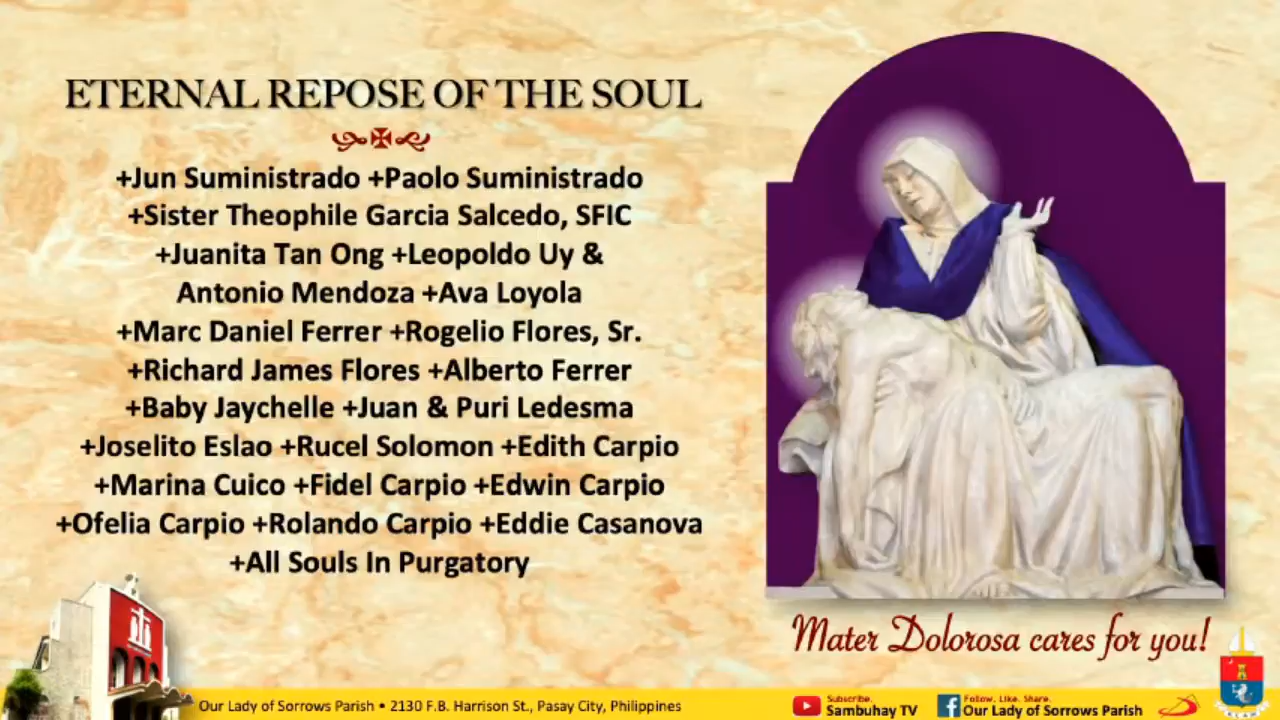 ETERNAL REPOSE OF THE SOUL
+Jun Suministrado +Paolo Suministrado
+Sister Theophile Garcia Salcedo, SFIC
+Juanita Tan Ong +Leopoldo Uy &
Antonio Mendoza +Ava Loyola
+Marc Daniel Ferrer +Rogelio Flores, Sr.
+Richard James Flores +Alberto Ferrer
+Baby Jaychelle +Juan & Puri Ledesma
+Joselito Eslao +Rucel Solomon +Edith Carpio
+Marina Cuico +Fidel Carpio +Edwin Carpio
+Ofelia Carpio +Rolando Carpio +Eddie Casanova
+All Souls In Purgatory
Mater Dolorosa cares for you!
Our Lady of Sorrows Parish • 2130 F.B. Harrison St., Pasay City, Philippines
Subscribe.
Sambuhay TV
Follow. Like. Share.
Our Lady of Sorrows Parish